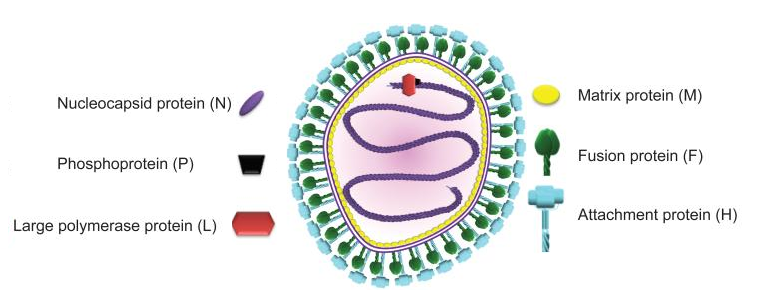 Nucleocapsid protein (N)
Phosphoprotein (P)
Large polymerase protein (L)
Matrix protein (M)
Fusion protein (F)
Attachment protein (H)